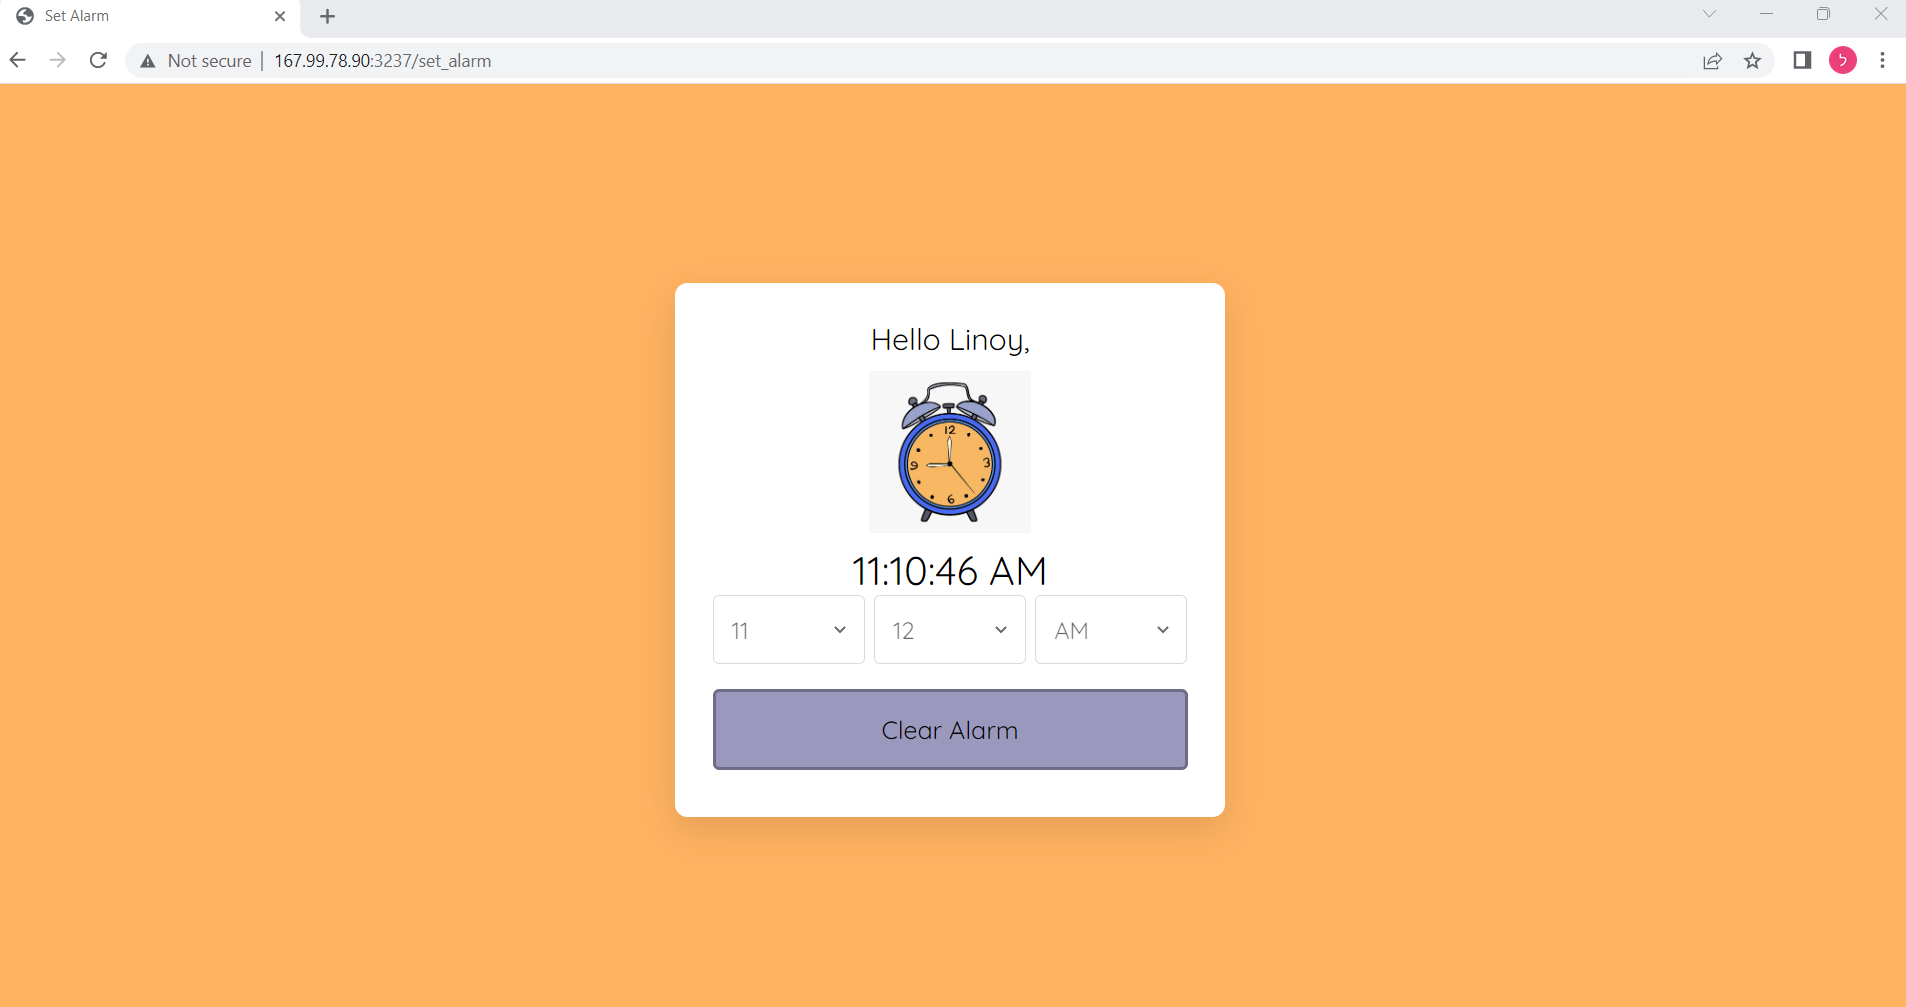 Set Alarm
Not secure 167.99.78.90:3237/set_alarm
ל
Hello Linoy,
12
9 3
6
11:10:46 AM
11 12 AM
Clear Alarm